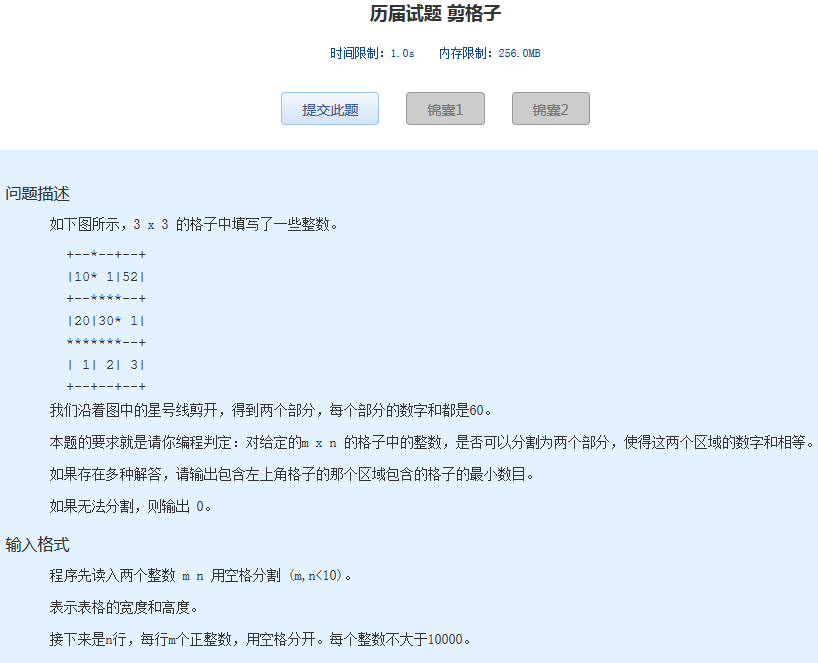 历届试题 剪格子
时间限制：1.0s 内存限制：256.0MB
提交此题 锦囊1 锦囊2
问题描述
如下图所示，3 x 3 的格子中填写了一些整数。
+--*--+--+
|10* 1|52|
+--****--+
|20|30* 1|
*******--+
| 1| 2| 3|
+--+--+--+
我们沿着图中的星号线剪开，得到两个部分，每个部分的数字和都是60。
本题的要求就是请你编程判定：对给定的m x n 的格子中的整数，是否可以分割为两个部分，使得这两个区域的数字和相等。
如果存在多种解答，请输出包含左上角格子的那个区域包含的格子的最小数目。
如果无法分割，则输出 0。
输入格式
程序先读入两个整数 m n 用空格分割 (m,n<10)。
表示表格的宽度和高度。
接下来是n行，每行m个正整数，用空格分开。每个整数不大于10000。